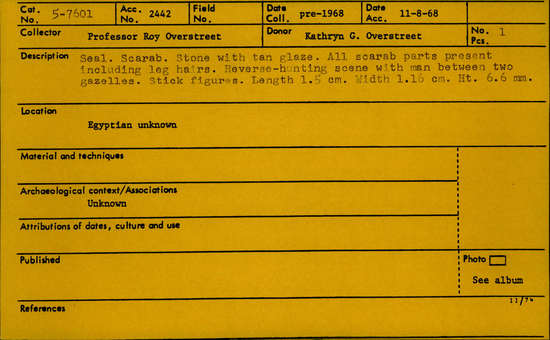 Cat. No. 5-7601 Acc. No. 2442 Field No. Date Coll. pre-1968 Date Acc. 11-8-68
Collector Professor Roy Overstreet Donor Kathryn G. Overstreet No. Pcs. 1
Description Seal. Scarab. Stone with tan glaze. All scarab parts present
including leg hairs. Reverse-hunting scene with man between two
gazelles. Stick figures. Length 1.5 cm. Width 1.16 cm. Ht. 6.6 mm.
Location
Egyptian unknown
Material and techniques
Archaeological context/Associations
Unknown
Attributions of dates, culture and use
Published
Photo
See album
11/74
References